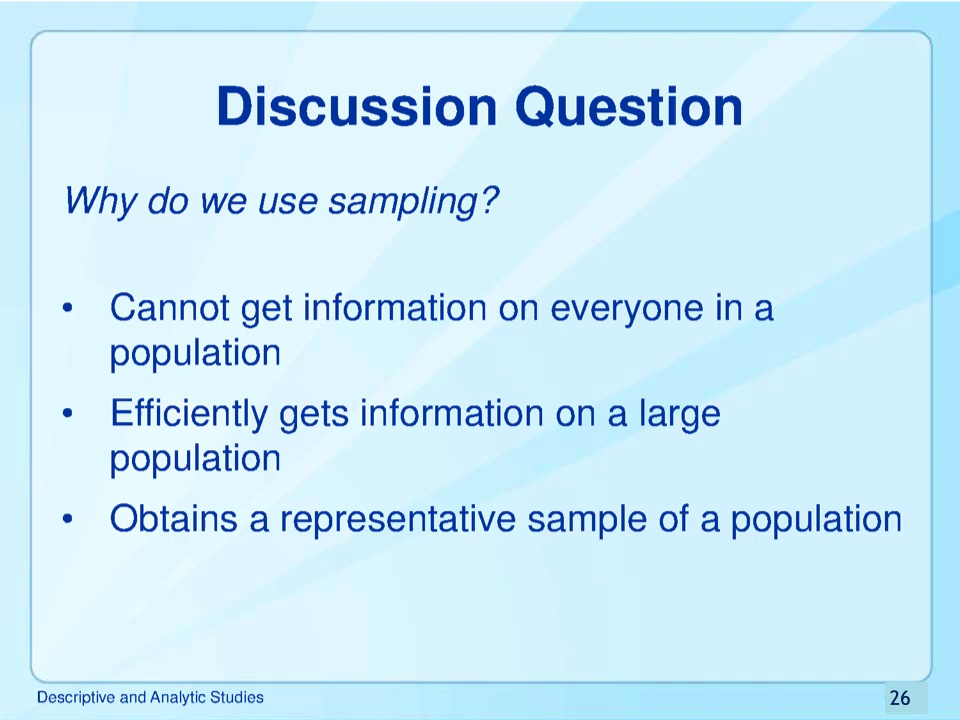 Discussion Question
Why do we use sampling?
• Cannot get information on everyone in a
population
• Efficiently gets information on a large
population
• Obtains a representative sample of a population
Descriptive and Analytic Studies
26